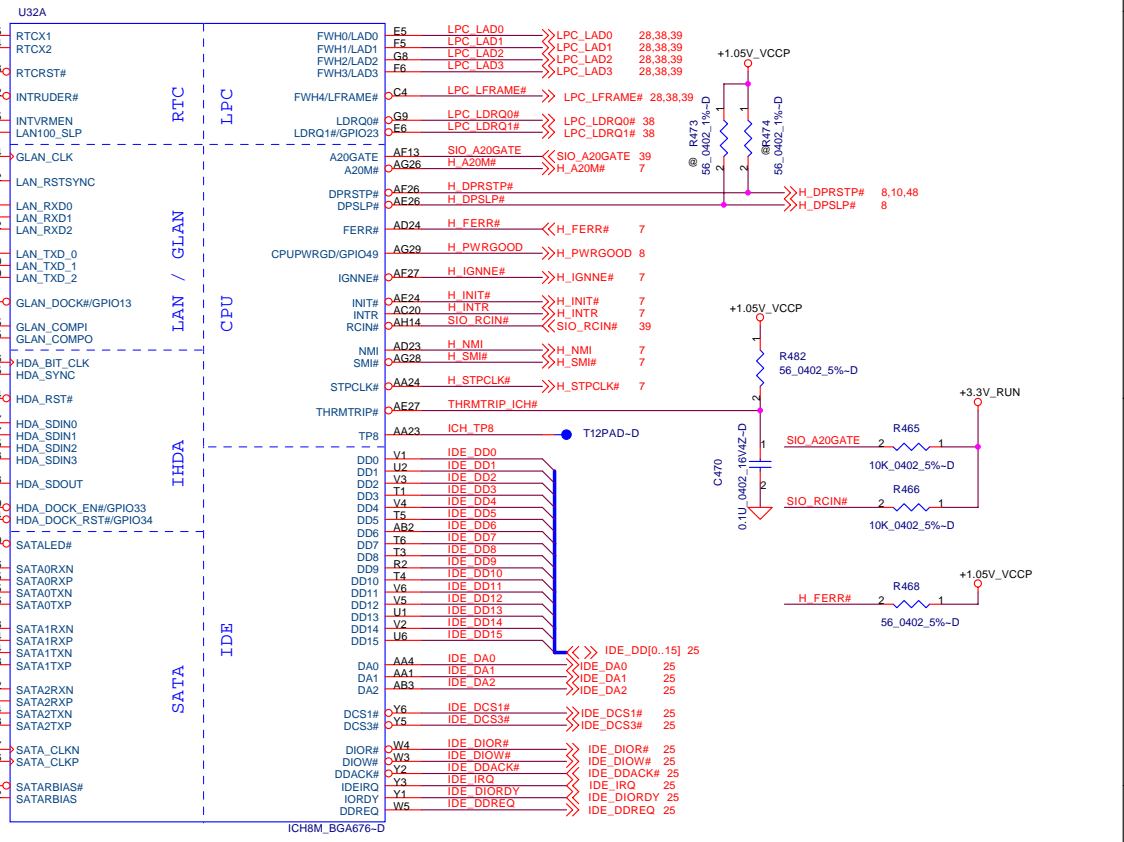 U32A
RTCX1
RTCX2
RTCRST#
INTRUDER#
INTVRMEN
LAN100_SLP
GLAN_CLK
LAN_RSTSYNC
LAN_RXD0
LAN_RXD1
LAN_RXD2
LAN_TXD_0
LAN_TXD_1
LAN_TXD_2
GLAN_DOCK#/GPIO13
GLAN_COMPI
GLAN_COMPO
HDA_BIT_CLK
HDA_SYNC
HDA_RST#
HDA_SDIN0
HDA_SDIN1
HDA_SDIN2
HDA_SDIN3
HDA_SDOUT
HDA_DOCK_EN#/GPIO33
HDA_DOCK_RST#/GPIO34
SATALED#
SATA0RXN
SATA0RXP
SATA0TXN
SATA0TXP
SATA1RXN
SATA1RXP
SATA1TXN
SATA1TXP
SATA2RXN
SATA2RXP
SATA2TXN
SATA2TXP
SATA_CLKN
SATA_CLKP
SATARBIAS#
SATARBIAS
RTC
LAN / GLAN
IHDA
SATA
LPC
CPU
IDE
FWH0/LAD0 E5 LPC_LAD0 LPC_LAD0 28,38,39
FWH1/LAD1 F5 LPC_LAD1 LPC_LAD1 28,38,39
FWH2/LAD2 G8 LPC_LAD2 LPC_LAD2 28,38,39
FWH3/LAD3 F6 LPC_LAD3 LPC_LAD3 28,38,39
FWH4/LFRAME# C4 LPC_LFRAME# LPC_LFRAME# 28,38,39
LDRQ0# G9 LPC_LDRQ0# LPC_LDRQ0# 38
LDRQ1#/GPIO23 E6 LPC_LDRQ1# LPC_LDRQ1# 38
A20GATE AF13 SIO_A20GATE SIO_A20GATE 39
A20M# AG26 H_A20M# H_A20M# 7
DPRSTP# AF26 H_DPRSTP# H_DPRSTP# 8,10,48
DPSLP# AE26 H_DPSLP# H_DPSLP# 8
FERR# AD24 H_FERR# H_FERR# 7
CPUPWRGD/GPIO49 AG29 H_PWRGOOD H_PWRGOOD 8
IGNNE# AF27 H_IGNNE# H_IGNNE# 7
INIT# AE24 H_INIT# H_INIT# 7
INTR AC20 H_INTR H_INTR 7
RCIN# AH14 SIO_RCIN# SIO_RCIN# 39
NMI AD23 H_NMI H_NMI 7
SMI# AG28 H_SMI# H_SMI# 7
STPCLK# AA24 H_STPCLK# H_STPCLK# 7
THRMTRIP# AE27 THRMTRIP_ICH#
TP8 AA23 ICH_TP8 T12PAD~D
DD0 V1 IDE_DD0
DD1 U2 IDE_DD1
DD2 V3 IDE_DD2
DD3 T1 IDE_DD3
DD4 V4 IDE_DD4
DD5 T5 IDE_DD5
DD6 AB2 IDE_DD6
DD7 T6 IDE_DD7
DD8 T3 IDE_DD8
DD9 R2 IDE_DD9
DD10 T4 IDE_DD10
DD11 V6 IDE_DD11
DD12 V5 IDE_DD12
DD13 U1 IDE_DD13
DD14 V2 IDE_DD14
DD15 U6 IDE_DD15
IDE_DD[0..15] 25
DA0 AA4 IDE_DA0 IDE_DA0 25
DA1 AA1 IDE_DA1 IDE_DA1 25
DA2 AB3 IDE_DA2 IDE_DA2 25
DCS1# Y6 IDE_DCS1# IDE_DCS1# 25
DCS3# Y5 IDE_DCS3# IDE_DCS3# 25
DIOR# W4 IDE_DIOR# IDE_DIOR# 25
DIOW# W3 IDE_DIOW# IDE_DIOW# 25
DDACK# Y2 IDE_DDACK# IDE_DDACK# 25
IDEIRQ Y3 IDE_IRQ IDE_IRQ 25
IORDY Y1 IDE_DIORDY IDE_DIORDY 25
DDREQ W5 IDE_DDREQ IDE_DDREQ 25
ICH8M_BGA676~D
+1.05V_VCCP
1
2
@ R473
56_0402_1%~D
1
2
@R474
56_0402_1%~D
+1.05V_VCCP
1
R482
56_0402_5%~D
2
1
C470
0.1U_0402_16V4Z~D
2
+3.3V_RUN
SIO_A20GATE 2 R465 1
10K_0402_5%~D
SIO_RCIN# 2 R466 1
10K_0402_5%~D
+1.05V_VCCP
H_FERR# 2 R468 1
56_0402_5%~D